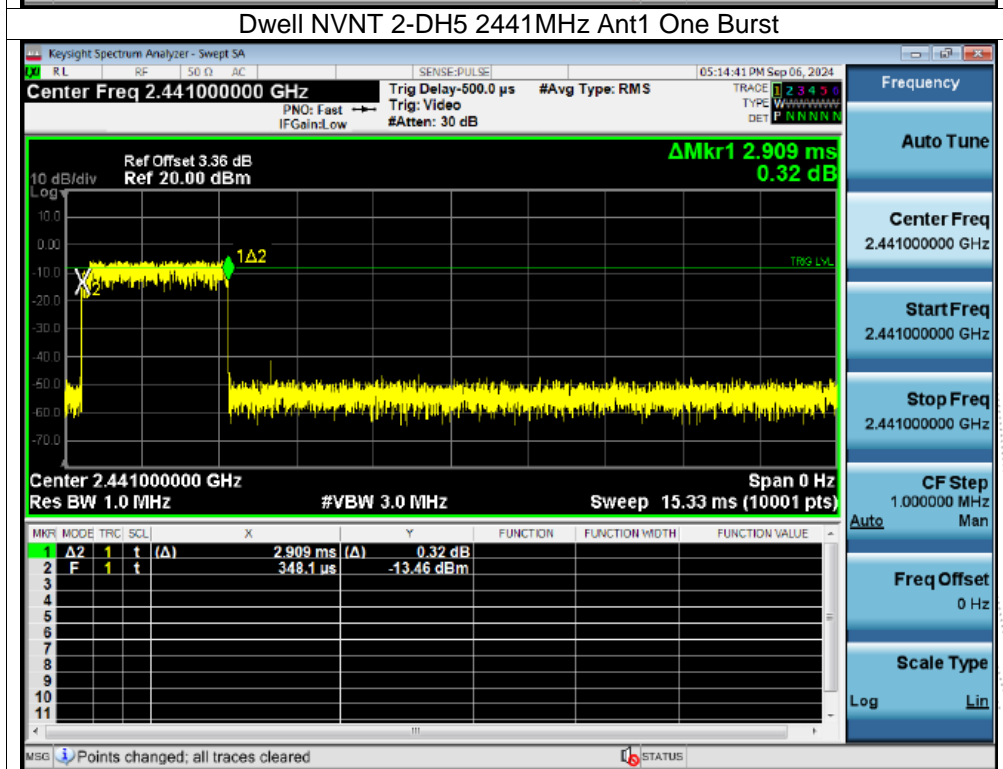 Dwell NVNT 2-DH5 2441MHz Ant1 One Burst
Keysight Spectrum Analyzer - Swept SA
RL RF 50 Ω AC SENSE:PULSE 05:14:41 PM Sep 06, 2024
Center Freq 2.441000000 GHz
PNO: Fast
IFGain:Low
Trig Delay-500.0 µs
Trig: Video
#Atten: 30 dB
#Avg Type: RMS
TRACE 1 2 3 4 5 6
TYPE WWWWWW
DET P N N N N N
Frequency
Auto Tune
Center Freq
2.441000000 GHz
Start Freq
2.441000000 GHz
Stop Freq
2.441000000 GHz
CF Step
1.000000 MHz
Auto Man
Freq Offset
0 Hz
Scale Type
Log Lin
ΔMkr1 2.909 ms
0.32 dB
Ref Offset 3.36 dB
10 dB/div Ref 20.00 dBm
Log
10.0
0.00
-10.0
-20.0
-30.0
-40.0
-50.0
-60.0
-70.0
1Δ2
2
TRIG LVL
Center 2.441000000 GHz Span 0 Hz
Res BW 1.0 MHz #VBW 3.0 MHz Sweep 15.33 ms (10001 pts)
MKR MODE TRC SCL X Y FUNCTION FUNCTION WIDTH FUNCTION VALUE
1 Δ2 1 t (Δ) 2.909 ms (Δ) 0.32 dB
2 F 1 t 348.1 µs -13.46 dBm
3
4
5
6
7
8
9
10
11
MSG Points changed; all traces cleared STATUS